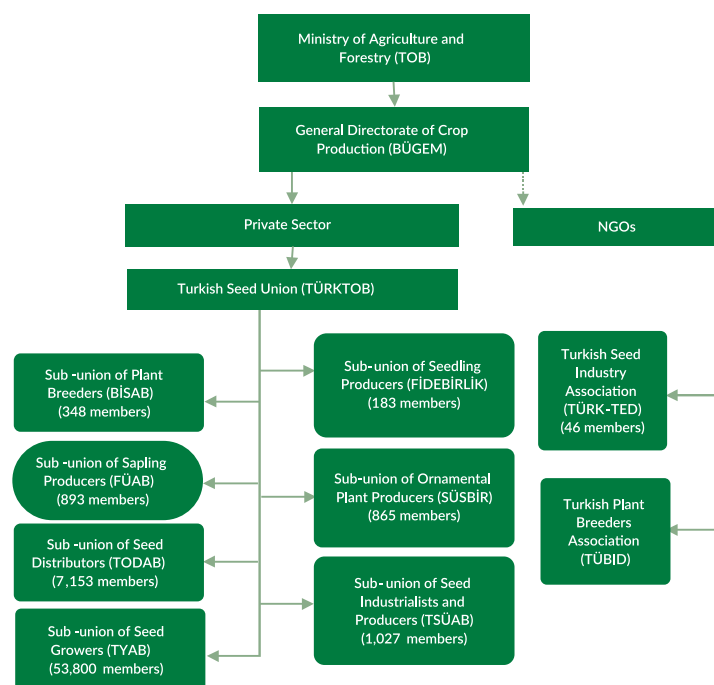 Ministry of Agriculture and
Forestry (TOB)
General Directorate of Crop
Production (BÜGEM)
Private Sector
NGOs
Turkish Seed Union (TÜRKTOB)
Sub -union of Plant
Breeders (BİSAB)
(348 members)
Sub -union of Sapling
Producers (FÜAB)
(893 members)
Sub -union of Seed
Distributors (TODAB)
(7,153 members)
Sub -union of Seed
Growers (TYAB)
(53,800 members)
Sub-union of Seedling
Producers (FİDEBİRLİK)
(183 members)
Sub-union of Ornamental
Plant Producers (SÜSBİR)
(865 members)
Sub-union of Seed
Industrialists and
Producers (TSÜAB)
(1,027 members)
Turkish Seed
Industry
Association
(TÜRK-TED)
(46 members)
Turkish Plant
Breeders
Association
(TÜBID)